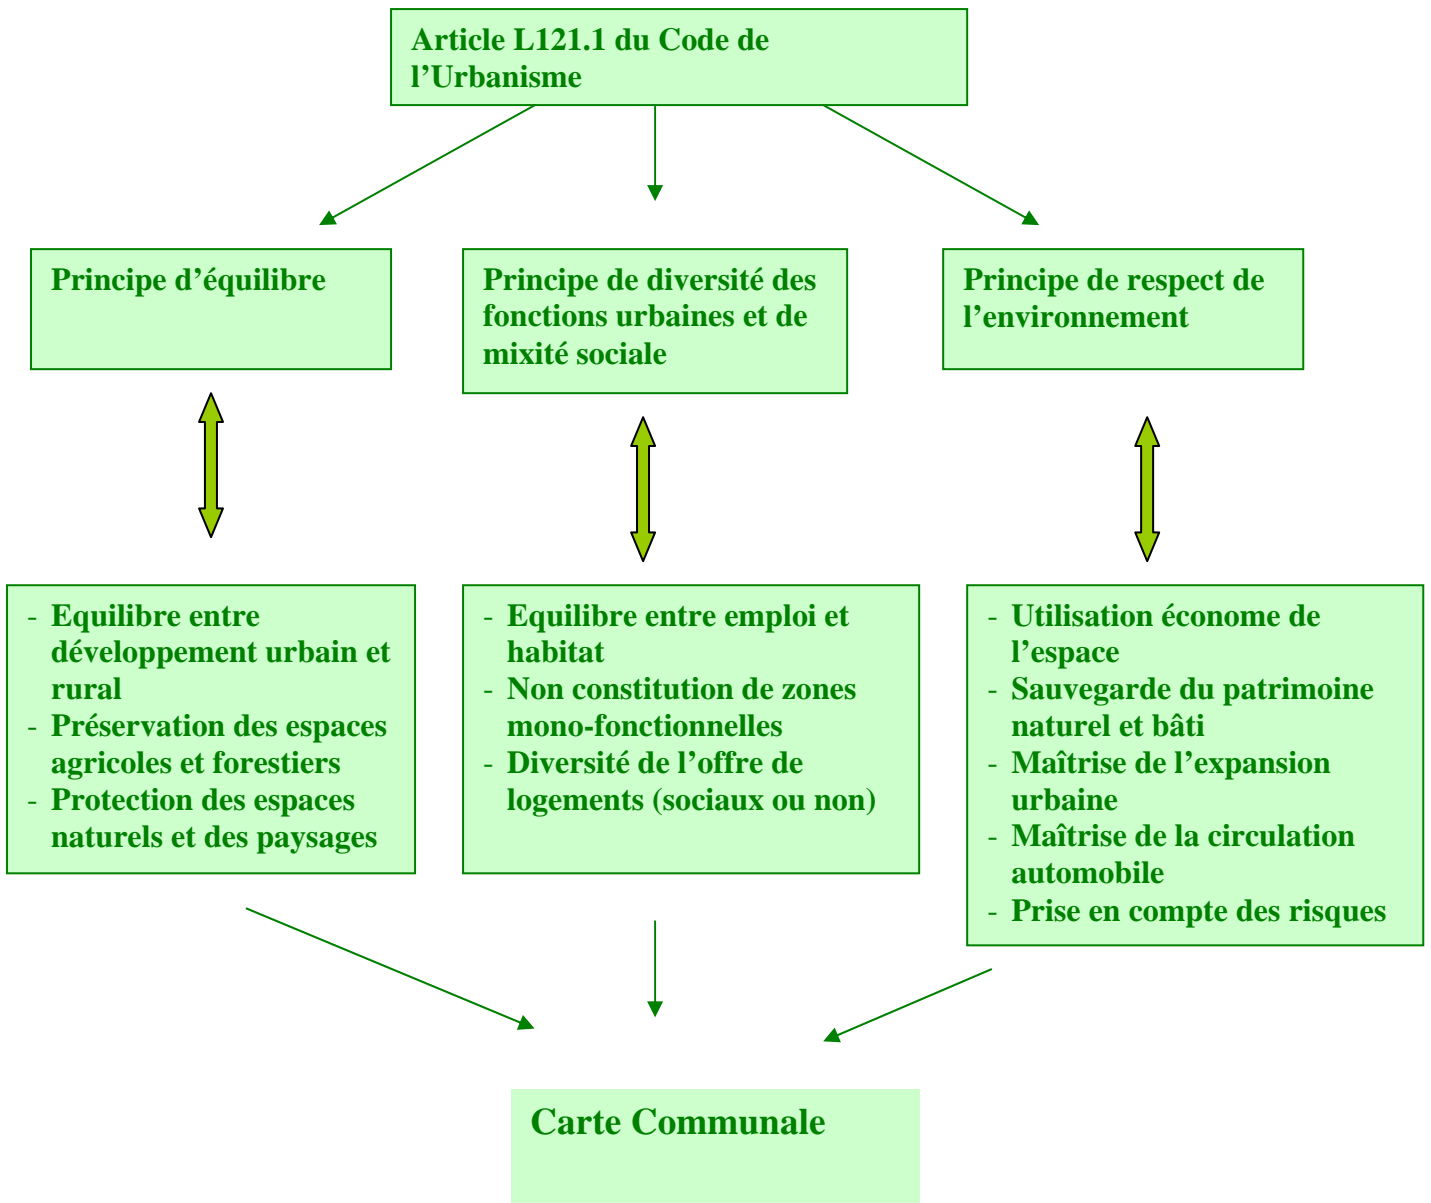 Article L121.1 du Code de
l’Urbanisme
Principe d’équilibre
Principe de diversité des
fonctions urbaines et de
mixité sociale
Principe de respect de
l’environnement
- Equilibre entre
développement urbain et
rural
- Préservation des espaces
agricoles et forestiers
- Protection des espaces
naturels et des paysages
- Equilibre entre emploi et
habitat
- Non constitution de zones
mono-fonctionnelles
- Diversité de l’offre de
logements (sociaux ou non)
- Utilisation économe de
l’espace
- Sauvegarde du patrimoine
naturel et bâti
- Maîtrise de l’expansion
urbaine
- Maîtrise de la circulation
automobile
- Prise en compte des risques
Carte Communale